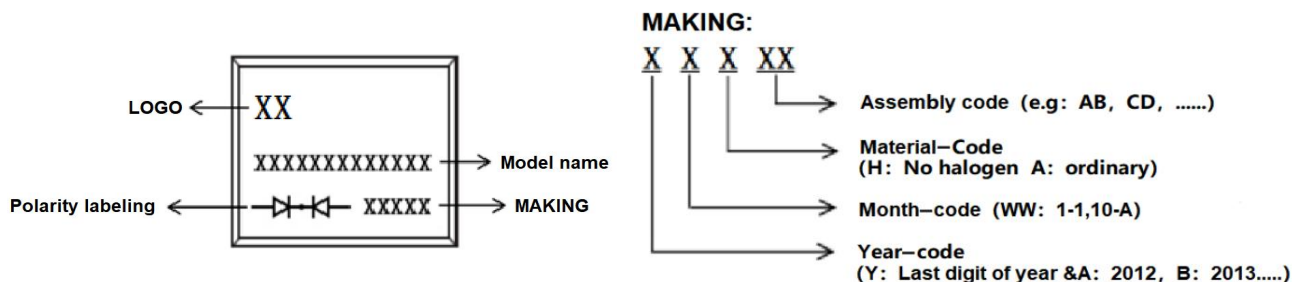 LOGO
XX
XXXXXXXXXXXXX
Model name
Polarity labeling
XXXXX
MAKING
MAKING:
X X X XX
Assembly code (e.g: AB, CD, ......)
Material-Code
(H: No halogen A: ordinary)
Month-code (WW: 1-1,10-A)
Year-code
(Y: Last digit of year &A: 2012, B: 2013.....)